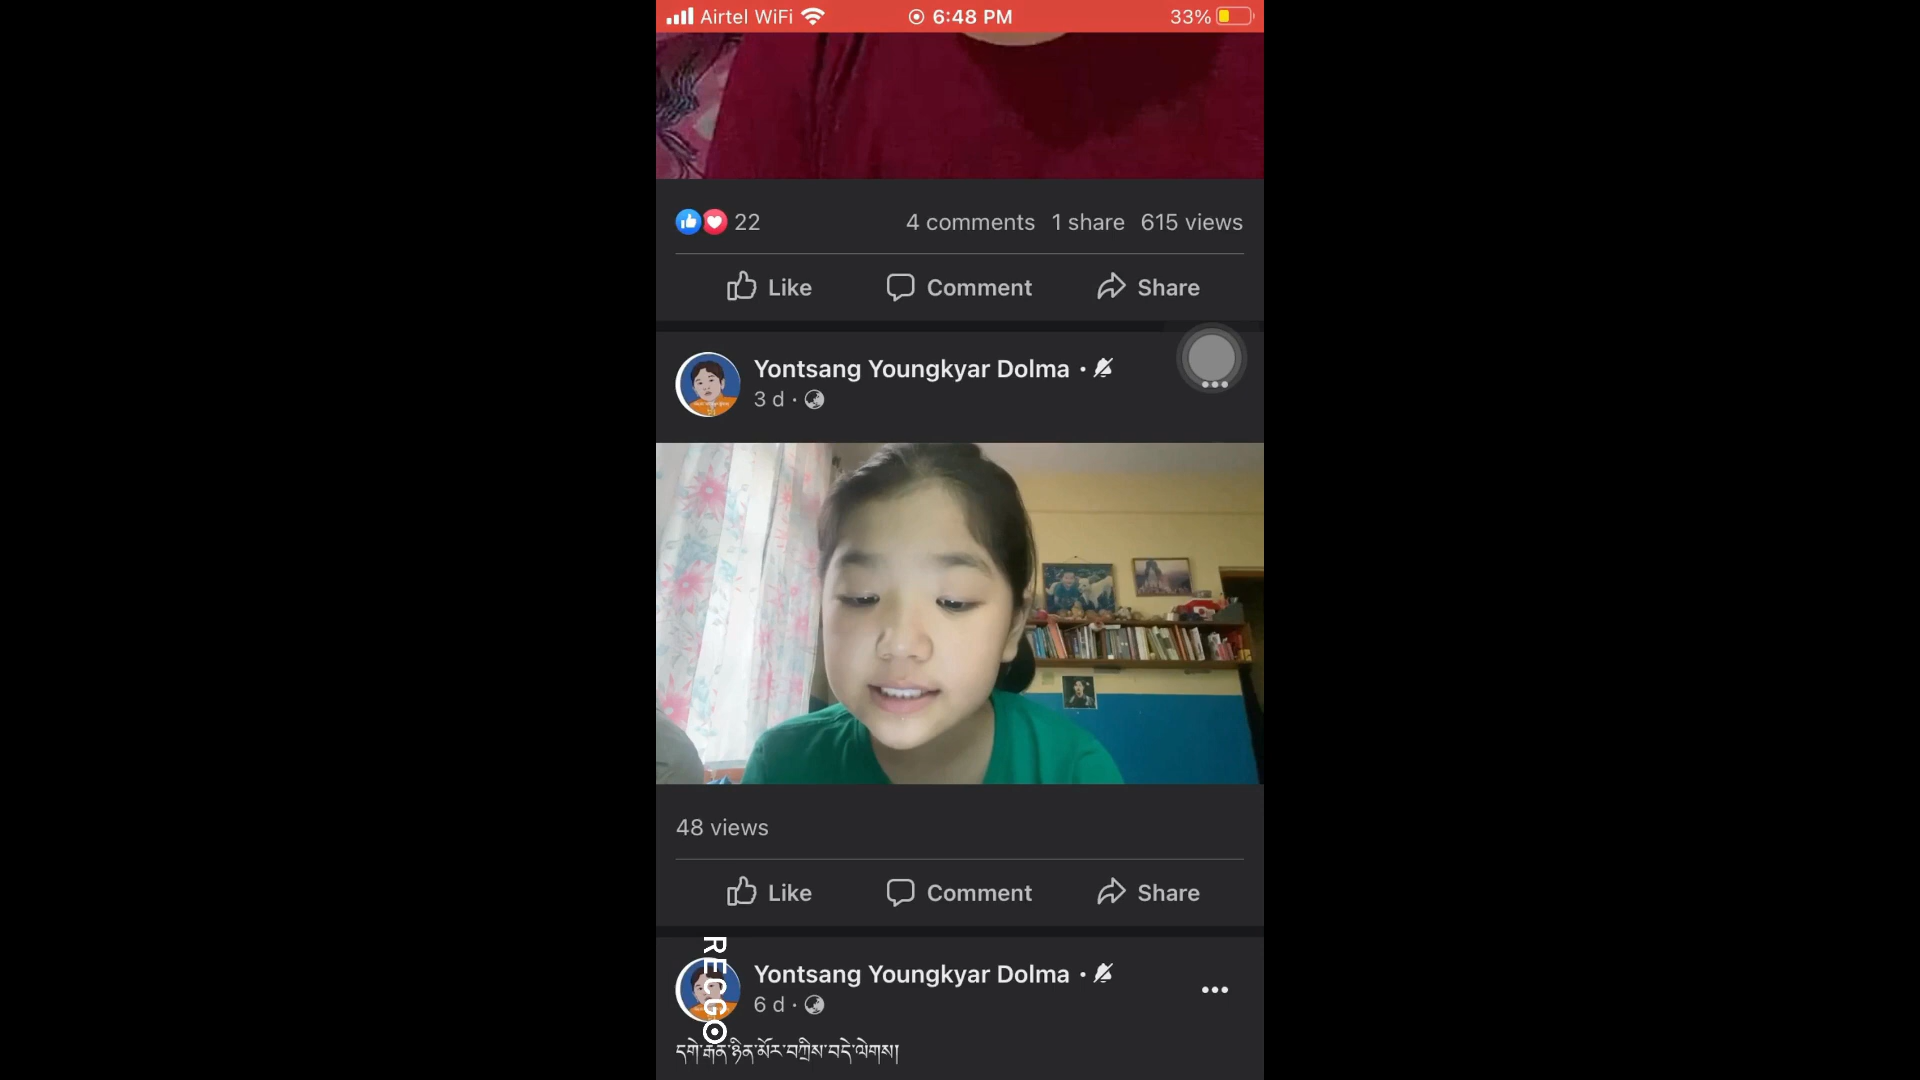 Airtel WiFi 6:48 PM 33%
22 4 comments 1 share 615 views
Like Comment Share
Yontsang Youngkyar Dolma ·
3 d ·
48 views
Like Comment Share
Yontsang Youngkyar Dolma ·
6 d ·
RECGO
དགེ་རྒན་ཉིན་མོར་བཀྲིས་བདེ་ལེགས།